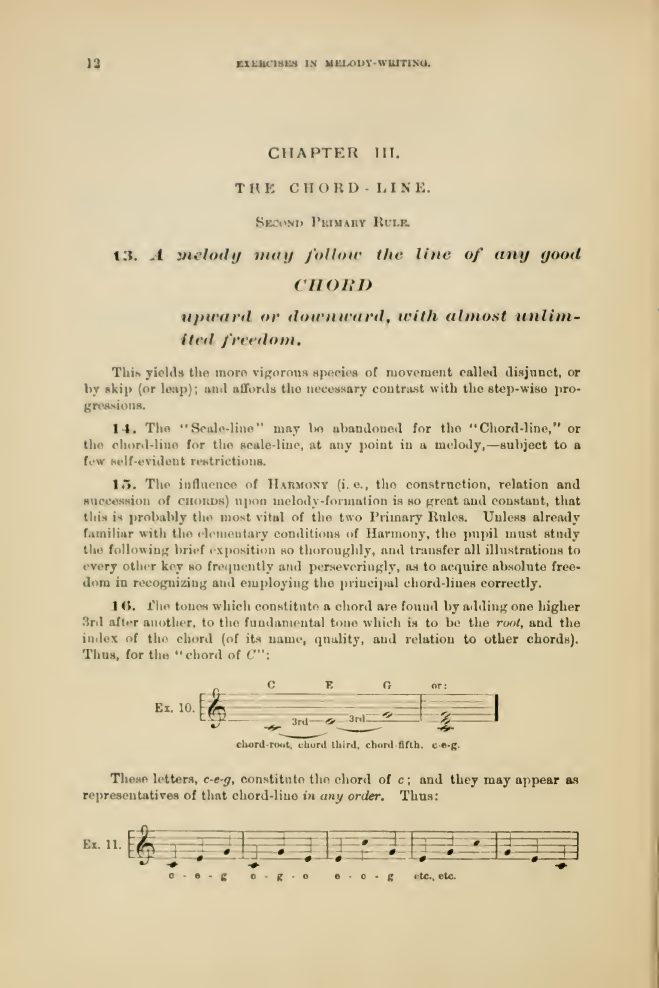 12
EXERCISES IN MELODY-WRITING.
CHAPTER III.
THE CHORD-LINE.
SECOND PRIMARY RULE.
13. A melody may follow the line of any good
CHORD
upward or downward, with almost unlim-
ited freedom.
This yields the more vigorous species of movement called disjunct, or
by skip (or leap); and affords the necessary contrast with the step-wise pro-
gressions.
14. The "Scale-line" may be abandoned for the "Chord-line," or
the chord-line for the scale-line, at any point in a melody,—subject to a
few self-evident restrictions.
15. The influence of HARMONY (i. e., the construction, relation and
succession of CHORDS) upon melody-formation is so great and constant, that
this is probably the most vital of the two Primary Rules. Unless already
familiar with the elementary conditions of Harmony, the pupil must study
the following brief exposition so thoroughly, and transfer all illustrations to
every other key so frequently and perseveringly, as to acquire absolute free-
dom in recognizing and employing the principal chord-lines correctly.
16. The tones which constitute a chord are found by adding one higher
3rd after another, to the fundamental tone which is to be the root, and the
index of the chord (of its name, quality, and relation to other chords).
Thus, for the "chord of C":
C E G or:
Ex. 10.
3rd 3rd
chord-root, chord third, chord-fifth. c-e-g.
These letters, c-e-g, constitute the chord of c; and they may appear as
representatives of that chord-line in any order. Thus:
Ex. 11.
c - e - g c - g - e e - c - g etc., etc.